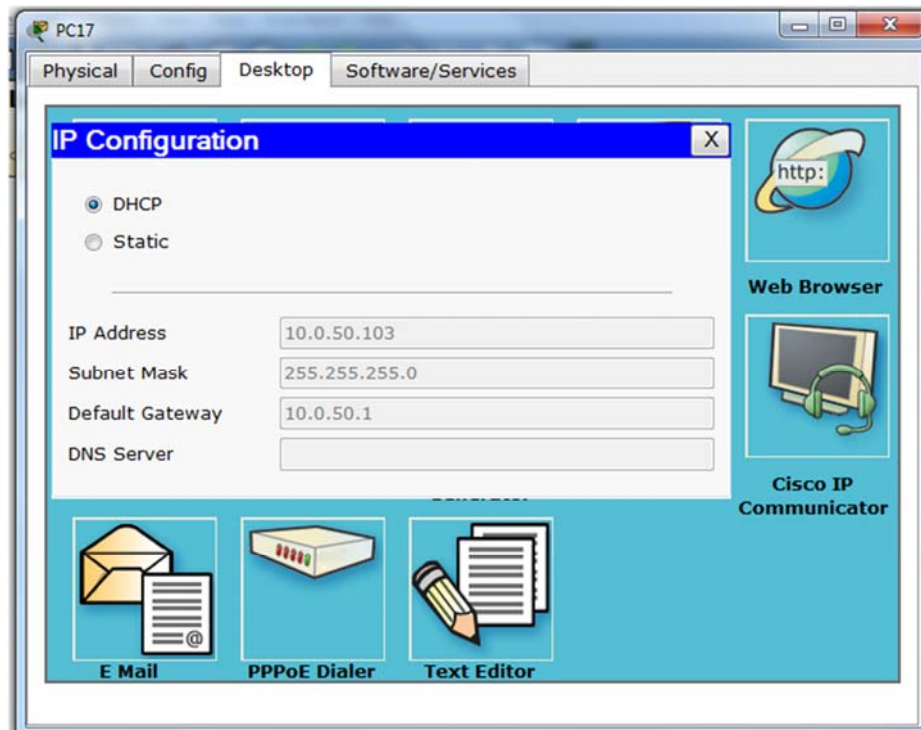 PC17
Physical
Config
Desktop
Software/Services
IP Configuration
X
http:
DHCP
Static
Web Browser
IP Address
10.0.50.103
Subnet Mask
255.255.255.0
Default Gateway
10.0.50.1
DNS Server
Cisco IP
Communicator
@
E Mail
PPPoE Dialer
Text Editor